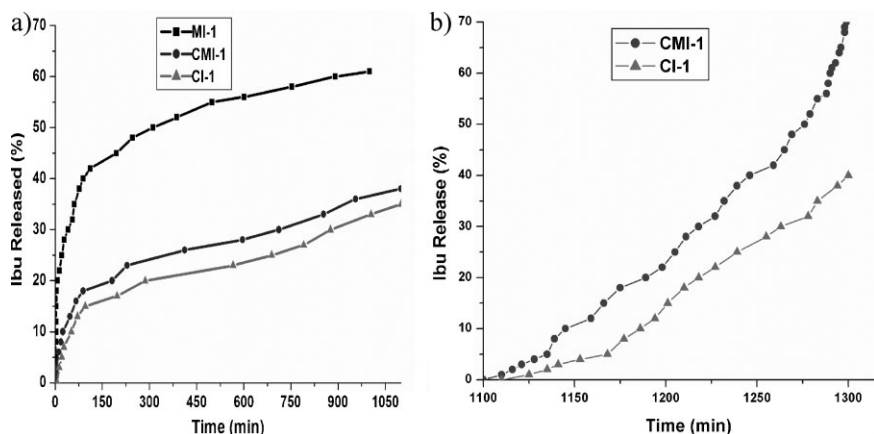 a)
Ibu Released (%)
70
60
50
40
30
20
10
0
MI-1
CMI-1
CI-1
0 150 300 450 600 750 900 1050
Time (min)
b)
Ibu Release (%)
70
60
50
40
30
20
10
0
CMI-1
CI-1
1100 1150 1200 1250 1300
Time (min)